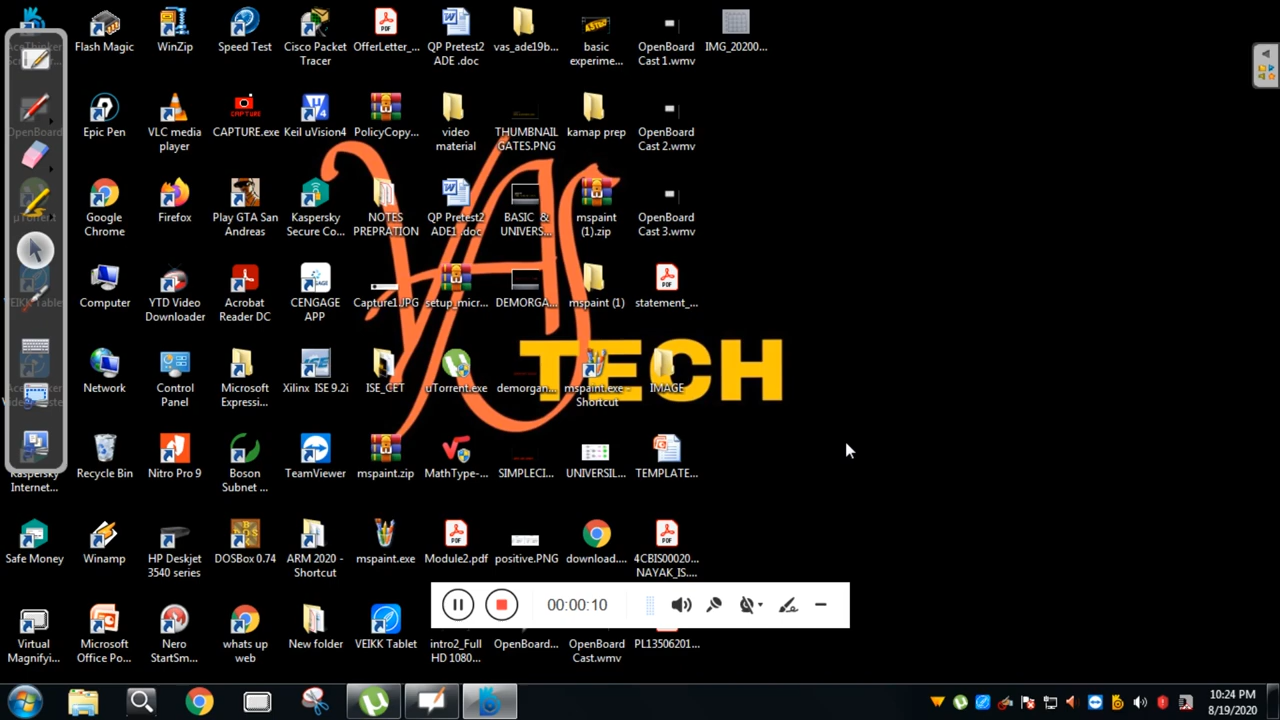 Flash Magic
WinZip
Speed Test
Cisco Packet
Tracer
OfferLetter_...
QP Pretest2
ADE .doc
vas_ade19b...
basic
experime...
OpenBoard
Cast 1.wmv
IMG_20200...
Epic Pen
VLC media
player
CAPTURE.exe
Keil uVision4
PolicyCopy...
video
material
THUMBNAIL
GATES.PNG
kamap prep
OpenBoard
Cast 2.wmv
Google
Chrome
Firefox
Play GTA San
Andreas
Kaspersky
Secure Co...
NOTES
PREPRATION
QP Pretest2
ADE1 .doc
BASIC &
UNIVERS...
mspaint
(1).zip
OpenBoard
Cast 3.wmv
Computer
YTD Video
Downloader
Acrobat
Reader DC
CENGAGE
APP
Capture1.JPG
setup_micr...
DEMORGA...
mspaint (1)
statement_...
VAS
TECH
Network
Control
Panel
Microsoft
Expressi...
Xilinx ISE 9.2i
ISE_CET
uTorrent.exe
demorgan...
mspaint.exe -
Shortcut
IMAGE
Kaspersky
Internet...
Recycle Bin
Nitro Pro 9
Boson
Subnet ...
TeamViewer
mspaint.zip
MathType-...
SIMPLECI...
UNIVERSIL...
TEMPLATE...
Safe Money
Winamp
HP Deskjet
3540 series
DOSBox 0.74
ARM 2020 -
Shortcut
mspaint.exe
Module2.pdf
positive.PNG
download....
4CBIS00020...
NAYAK_IS....
00:00:10
Virtual
Magnifyi...
Microsoft
Office Po...
Nero
StartSm...
whats up
web
New folder
VEIKK Tablet
intro2_Full
HD 1080...
OpenBoard...
OpenBoard
Cast.wmv
PL13506201...
10:24 PM
8/19/2020